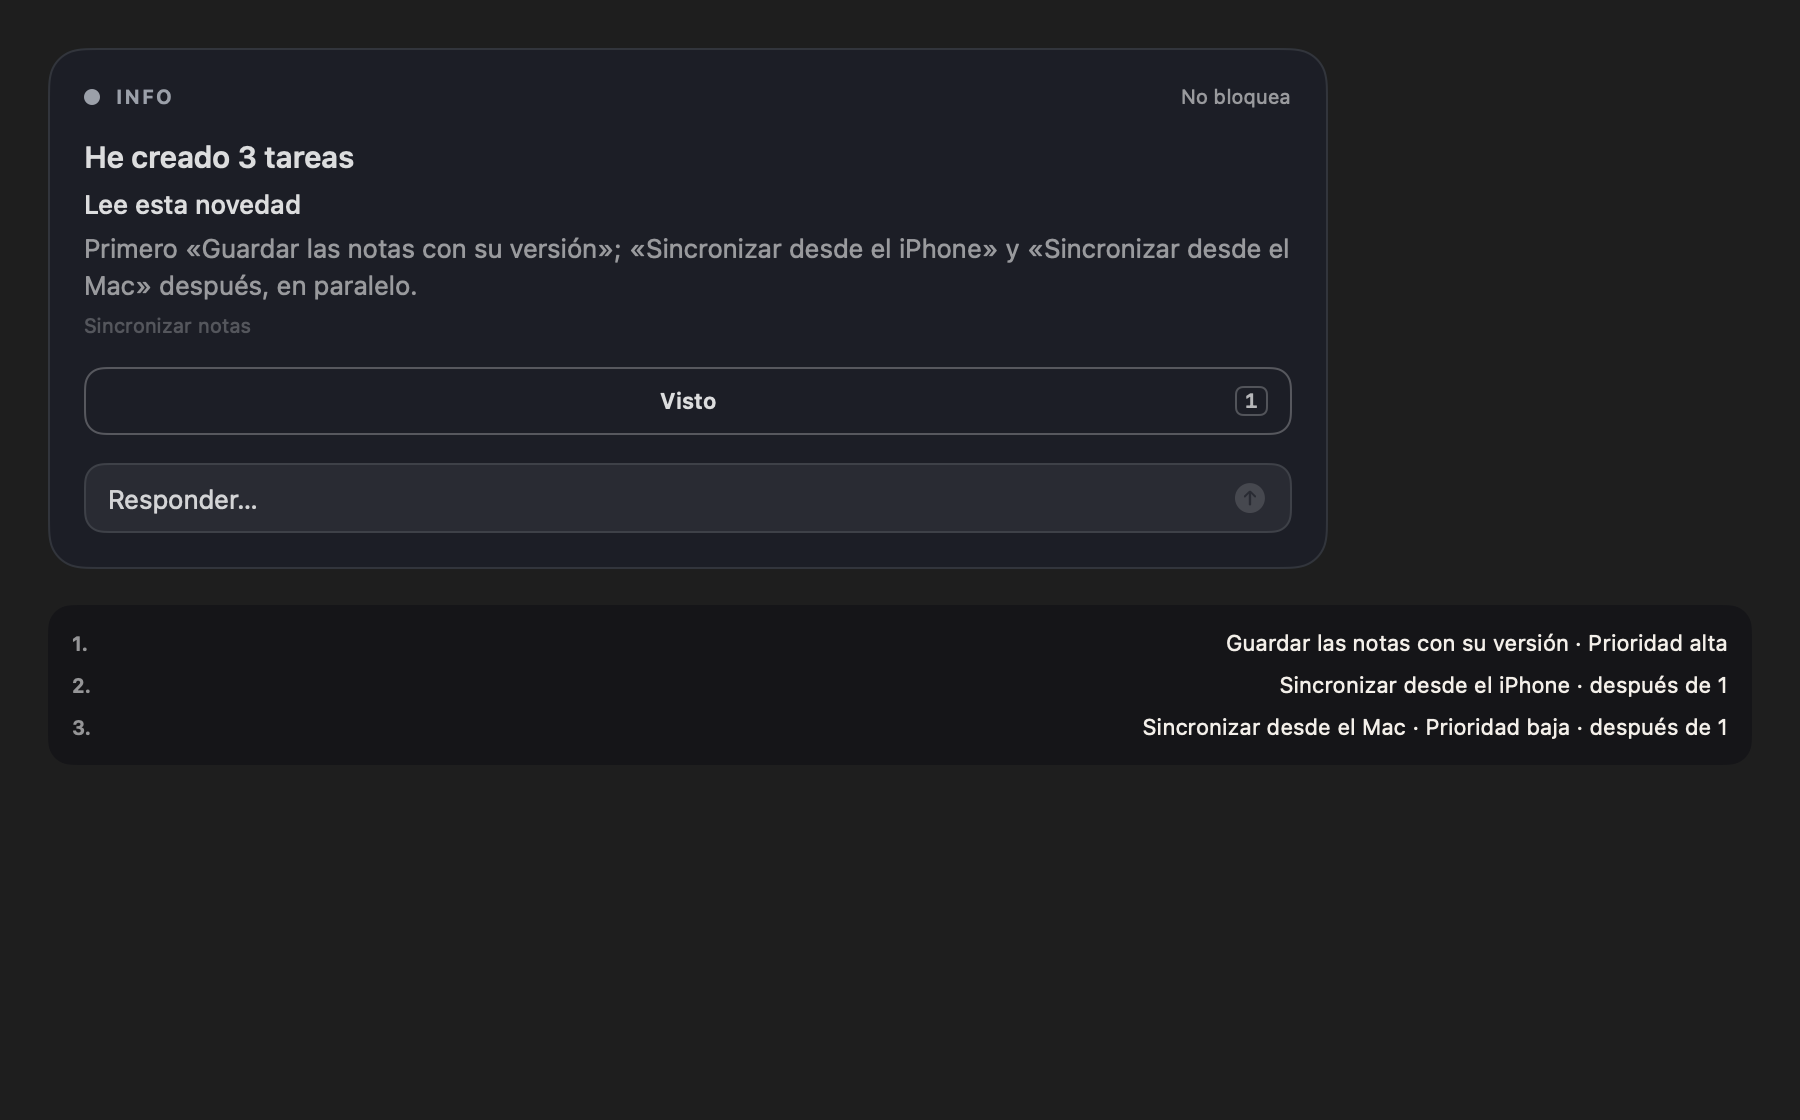 INFO
No bloquea
He creado 3 tareas
Lee esta novedad
Primero «Guardar las notas con su versión»; «Sincronizar desde el iPhone» y «Sincronizar desde el
Mac» después, en paralelo.
Sincronizar notas
Visto
1
Responder...
1. Guardar las notas con su versión · Prioridad alta
2. Sincronizar desde el iPhone · después de 1
3. Sincronizar desde el Mac · Prioridad baja · después de 1